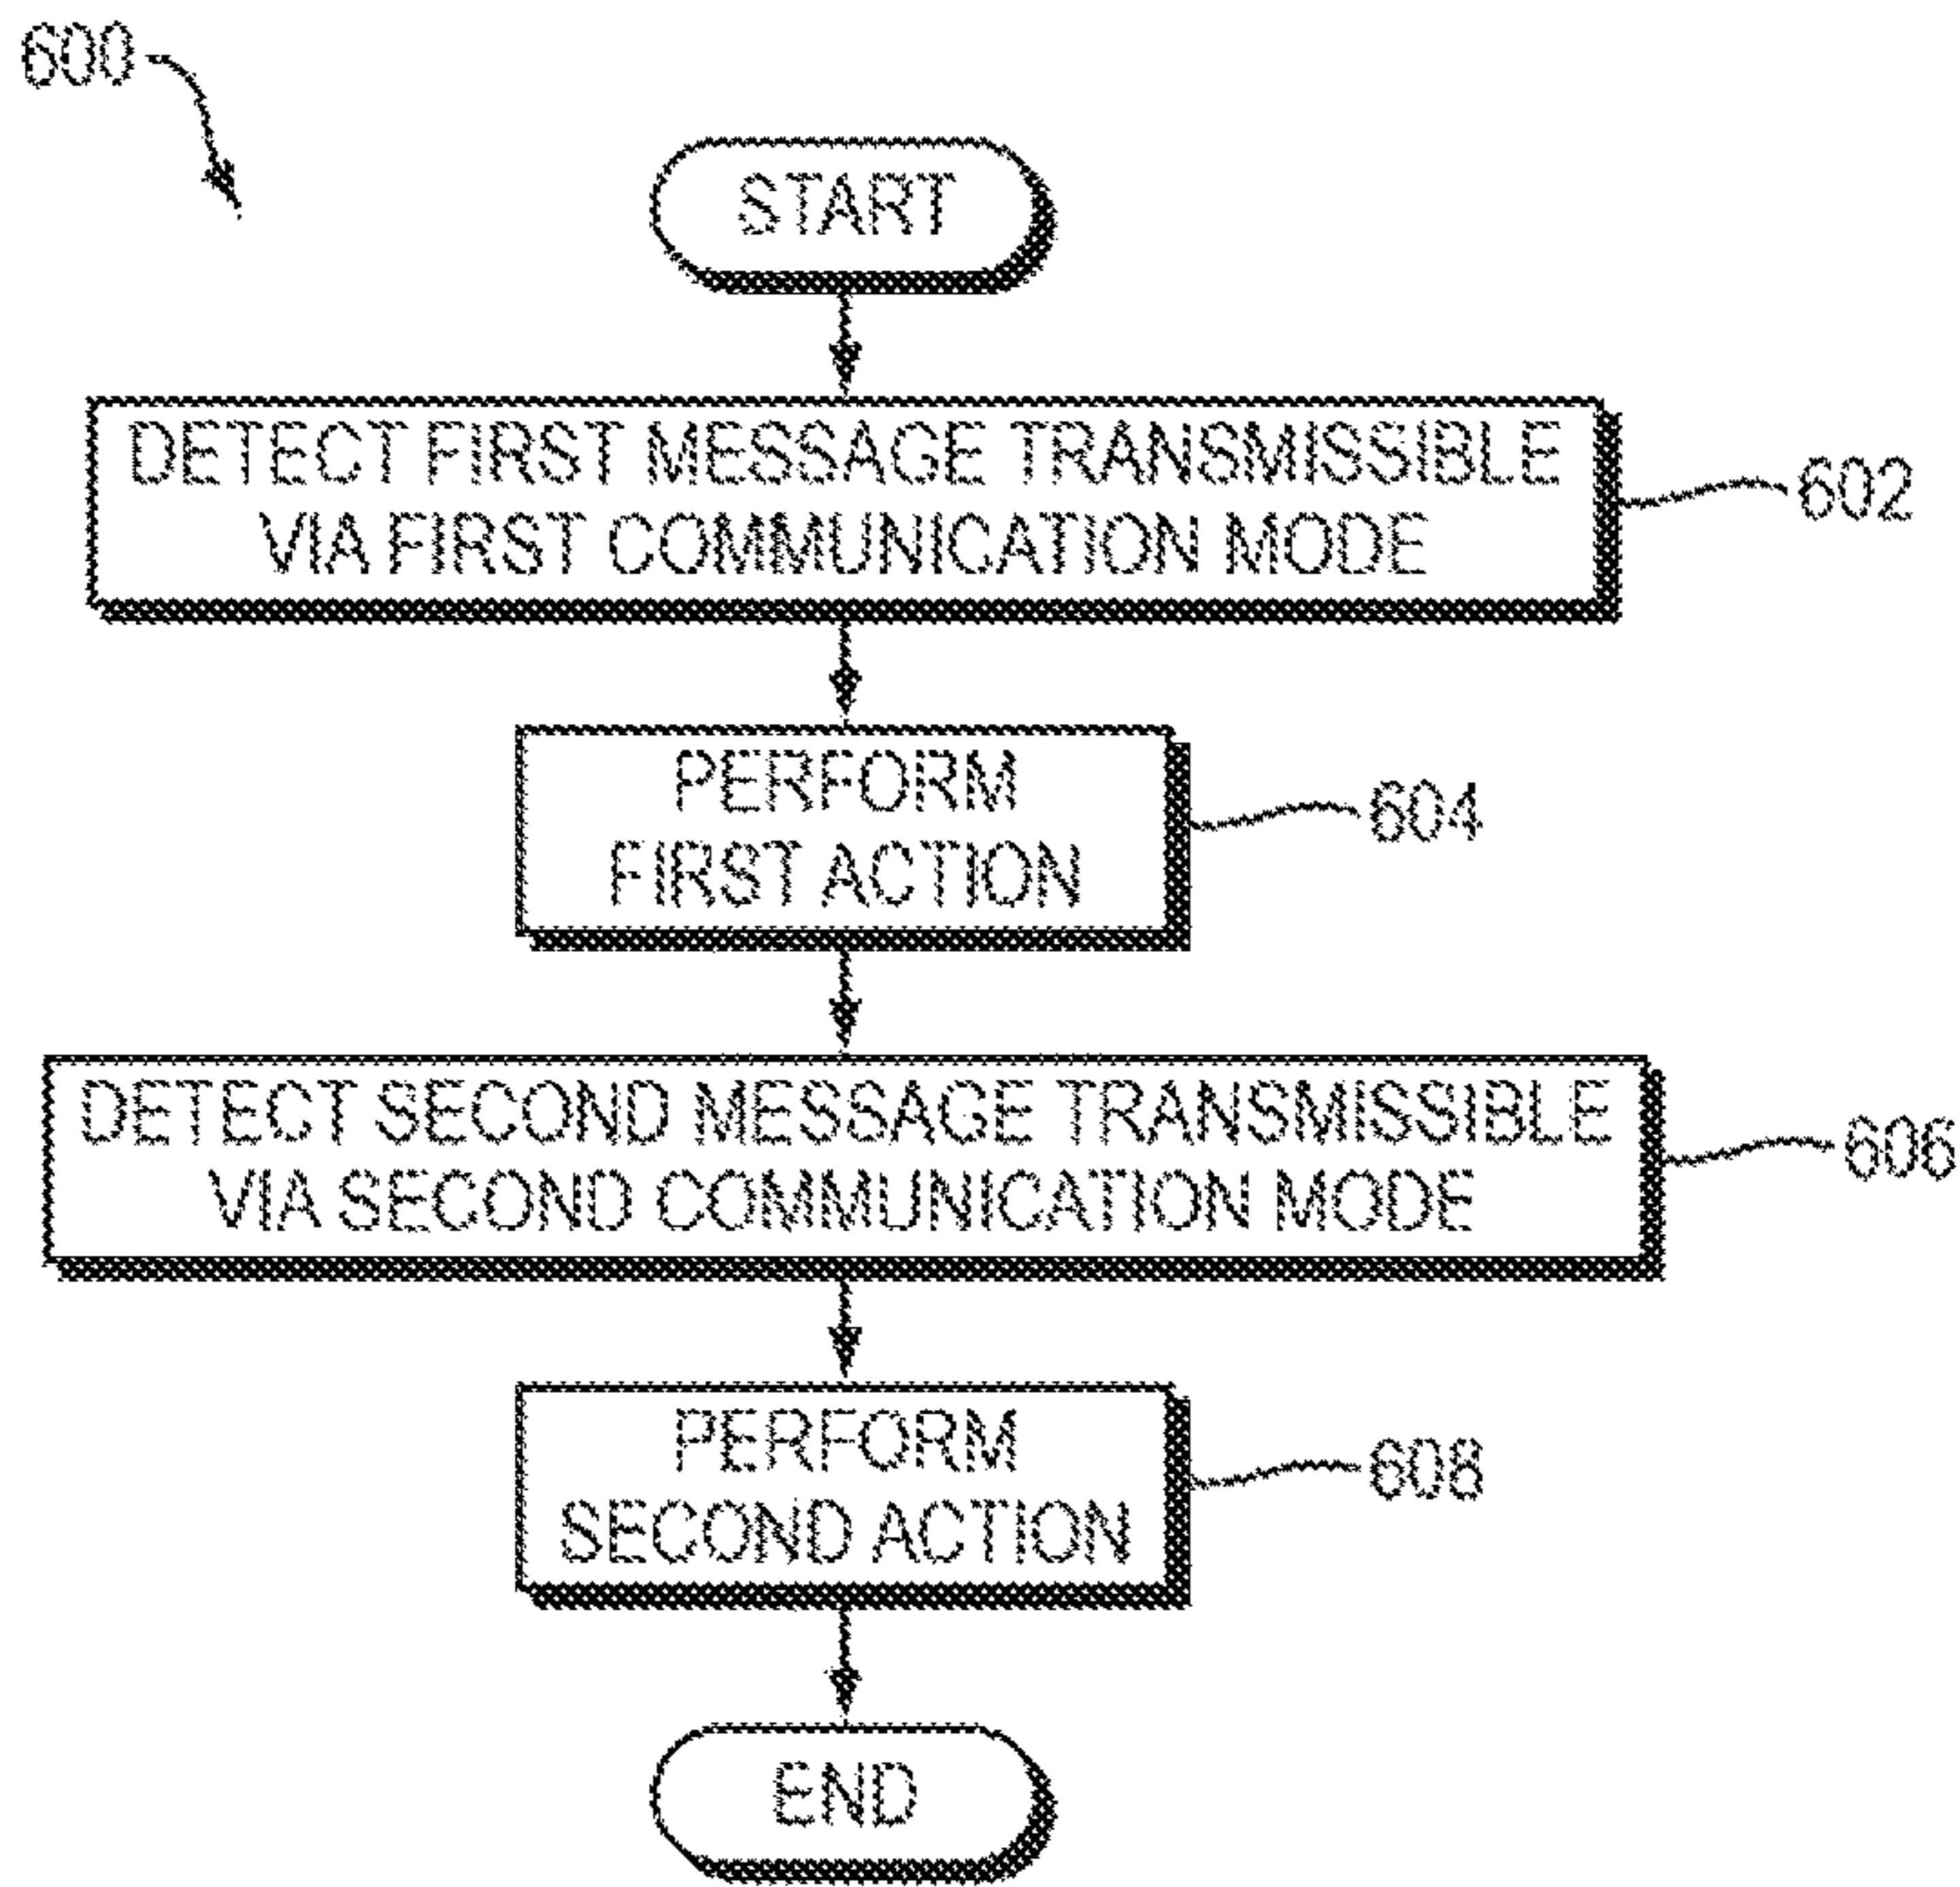 600
START
DETECT FIRST MESSAGE TRANSMISSIBLE
VIA FIRST COMMUNICATION MODE
602
PERFORM
FIRST ACTION
604
DETECT SECOND MESSAGE TRANSMISSIBLE
VIA SECOND COMMUNICATION MODE
606
PERFORM
SECOND ACTION
608
END